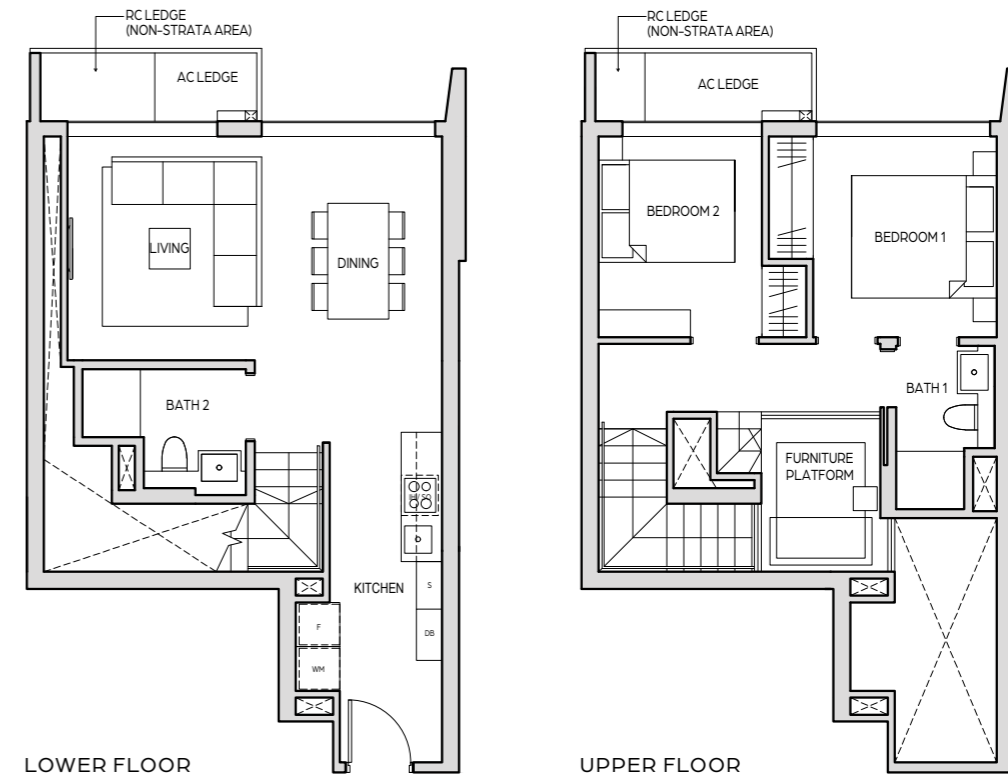 RC LEDGE
(NON-STRATA AREA)
AC LEDGE
LIVING
DINING
BATH 2
KITCHEN
S
DB
F
WM
LOWER FLOOR
RC LEDGE
(NON-STRATA AREA)
AC LEDGE
BEDROOM 2
BEDROOM 1
BATH 1
FURNITURE
PLATFORM
UPPER FLOOR